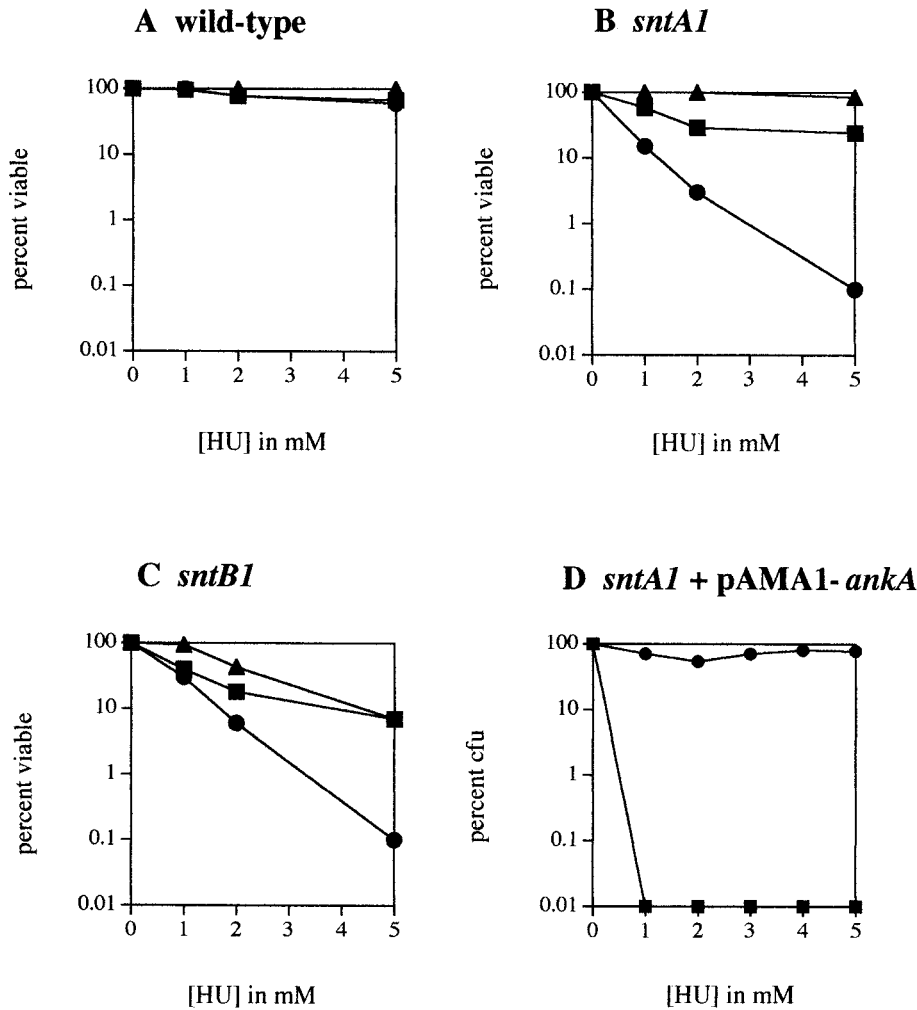 A wild-type
percent viable
100
10
1
0.1
0.01
0 1 2 3 4 5
[HU] in mM
B sntA1
percent viable
100
10
1
0.1
0.01
0 1 2 3 4 5
[HU] in mM
C sntB1
percent viable
100
10
1
0.1
0.01
0 1 2 3 4 5
[HU] in mM
D sntA1 + pAMA1-ankA
percent cfu
100
10
1
0.1
0.01
0 1 2 3 4 5
[HU] in mM